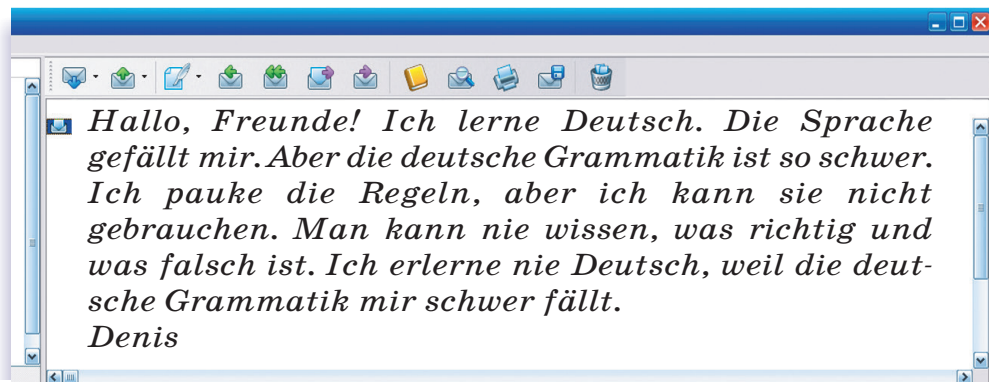 Hallo, Freunde! Ich lerne Deutsch. Die Sprache
gefällt mir. Aber die deutsche Grammatik ist so schwer.
Ich pauke die Regeln, aber ich kann sie nicht
gebrauchen. Man kann nie wissen, was richtig und
was falsch ist. Ich erlerne nie Deutsch, weil die deut-
sche Grammatik mir schwer fällt.
Denis